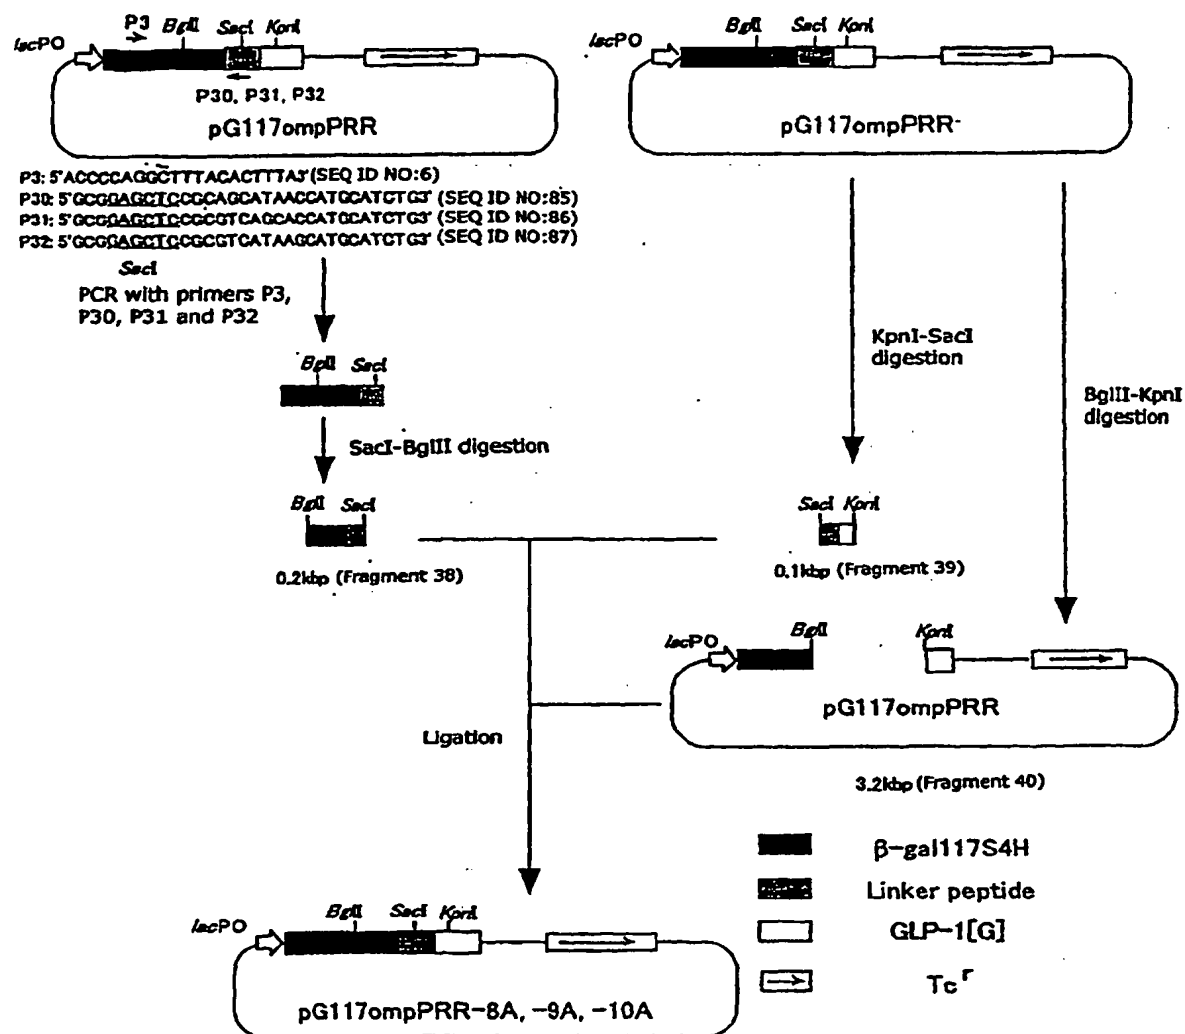 P3
BglII SacI KpnI
lacPO
P30, P31, P32
pG117ompPRR
BglII SacI KpnI
lacPO
pG117ompPRR-
P3: 5'ACCCCAGGCTTTACACTTTA3' (SEQ ID NO:6)
P30: 5'GCGGAGCTCCGCAGCATAACCATGCATCTG3' (SEQ ID NO:85)
P31: 5'GCGGAGCTCCGCGTCAGCACCATGCATCTG3' (SEQ ID NO:86)
P32: 5'GCGGAGCTCCGCGTCATAAGCATGCATCTG3' (SEQ ID NO:87)
SacI
PCR with primers P3,
P30, P31 and P32
KpnI-SacI
digestion
BglII-KpnI
digestion
BglII SacI
SacI-BglII digestion
BglII SacI
0.2kbp (Fragment 38)
SacI KpnI
0.1kbp (Fragment 39)
lacPO BglII KpnI
pG117ompPRR
3.2kbp (Fragment 40)
Ligation
β-gal117S4H
Linker peptide
GLP-1[G]
Tc r
BglII SacI KpnI
lacPO
pG117ompPRR-8A, -9A, -10A